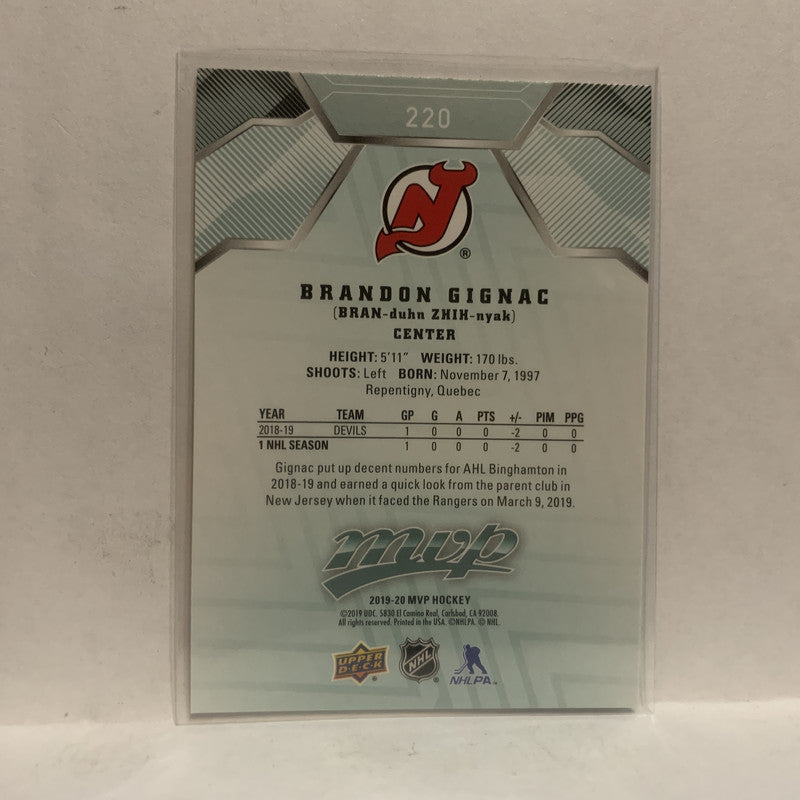 220
NJ
®
BRANDON GIGNAC
(BRAN-duhn ZHIH-nyak)
CENTER
HEIGHT: 5'11" WEIGHT: 170 lbs.
SHOOTS: Left BORN: November 7, 1997
Repentigny, Quebec
YEAR TEAM GP G A PTS +/- PIM PPG
2018-19 DEVILS 1 0 0 0 -2 0 0
1 NHL SEASON 1 0 0 0 -2 0 0
Gignac put up decent numbers for AHL Binghamton in
2018-19 and earned a quick look from the parent club in
New Jersey when it faced the Rangers on March 9, 2019.
mvp
2019-20 MVP HOCKEY
©2019 UDC. 5830 El Camino Real, Carlsbad, CA 92008.
All rights reserved. Printed in the USA. ©NHLPA. © NHL.
UPPER DECK ® NHL ® NHLPA™